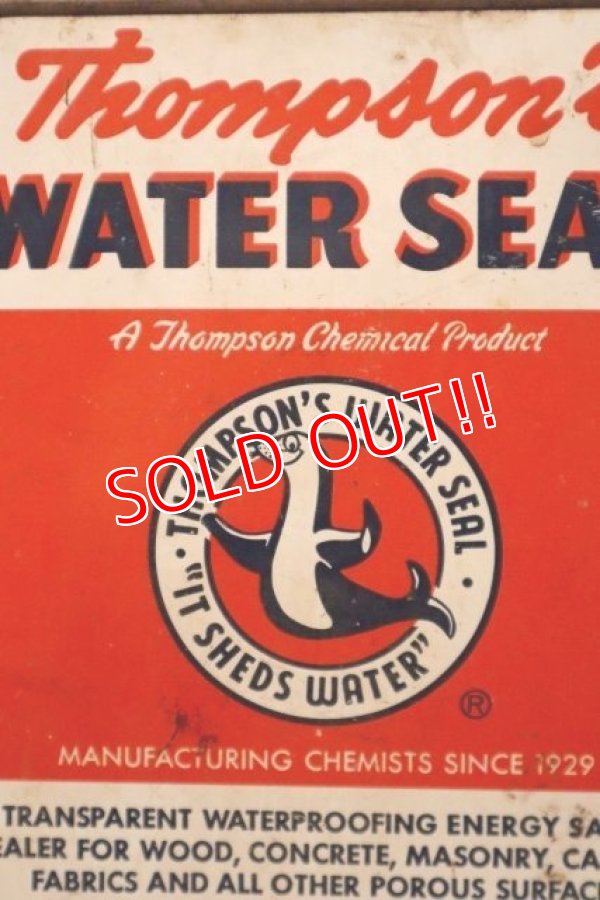 Thompson's
WATER SEA
A Thompson Chemical Product
THOMPSON'S WATER SEAL
"IT SHEDS WATER"
SOLD OUT!!
®
MANUFACTURING CHEMISTS SINCE 1929
TRANSPARENT WATERPROOFING ENERGY SA
EALER FOR WOOD, CONCRETE, MASONRY, CA
FABRICS AND ALL OTHER POROUS SURFAC